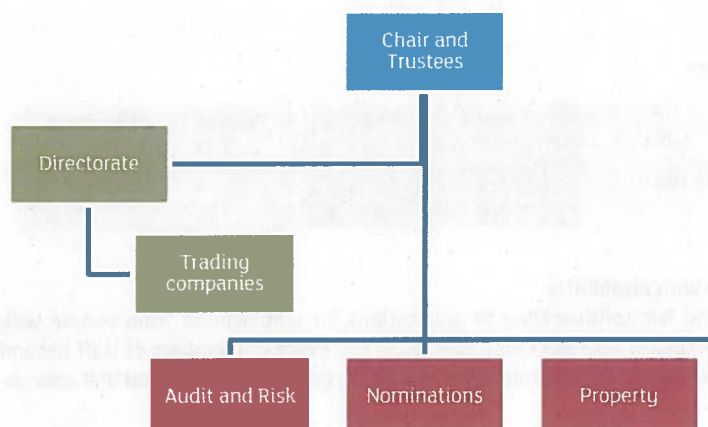 Chair and
Trustees
Directorate
Trading
companies
Audit and Risk
Nominations
Property